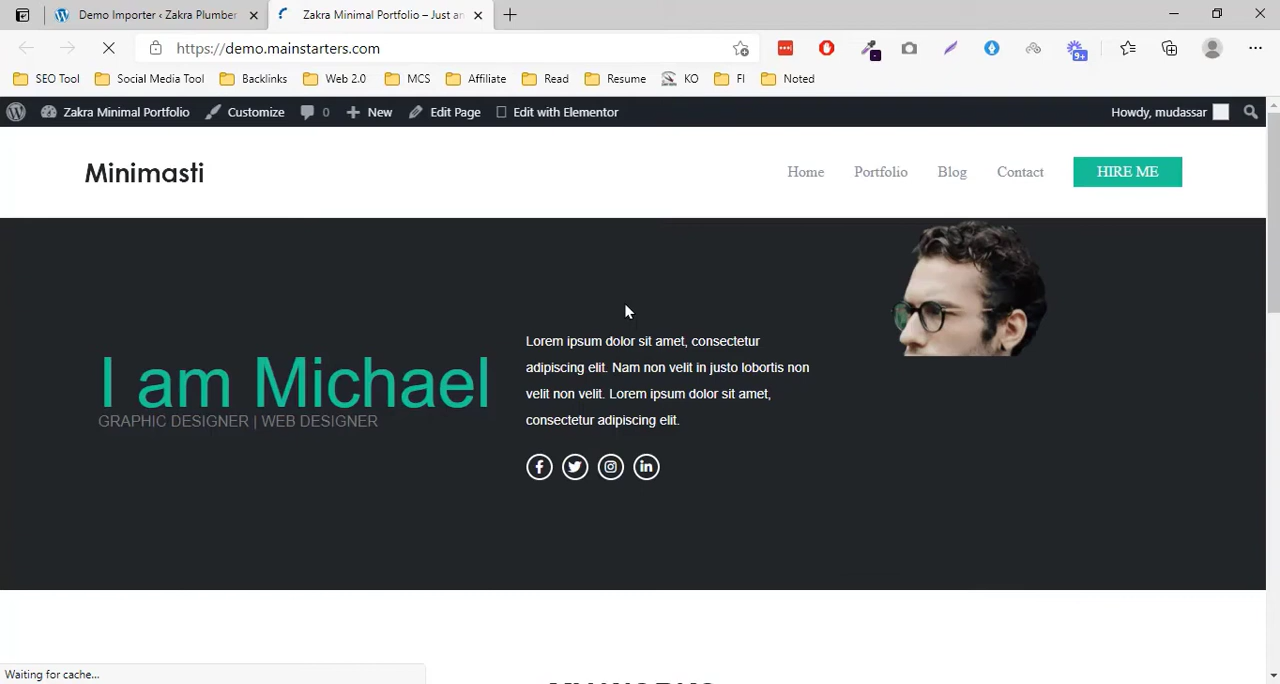 Demo Importer ‹ Zakra Plumber
Zakra Minimal Portfolio – Just an
https://demo.mainstarters.com
9+
SEO Tool
Social Media Tool
Backlinks
Web 2.0
MCS
Affiliate
Read
Resume
KO
FI
Noted
Zakra Minimal Portfolio
Customize
0
New
Edit Page
Edit with Elementor
Howdy, mudassar
Minimasti
Home
Portfolio
Blog
Contact
HIRE ME
I am Michael
GRAPHIC DESIGNER | WEB DESIGNER
Lorem ipsum dolor sit amet, consectetur
adipiscing elit. Nam non velit in justo lobortis non
velit non velit. Lorem ipsum dolor sit amet,
consectetur adipiscing elit.
Waiting for cache...